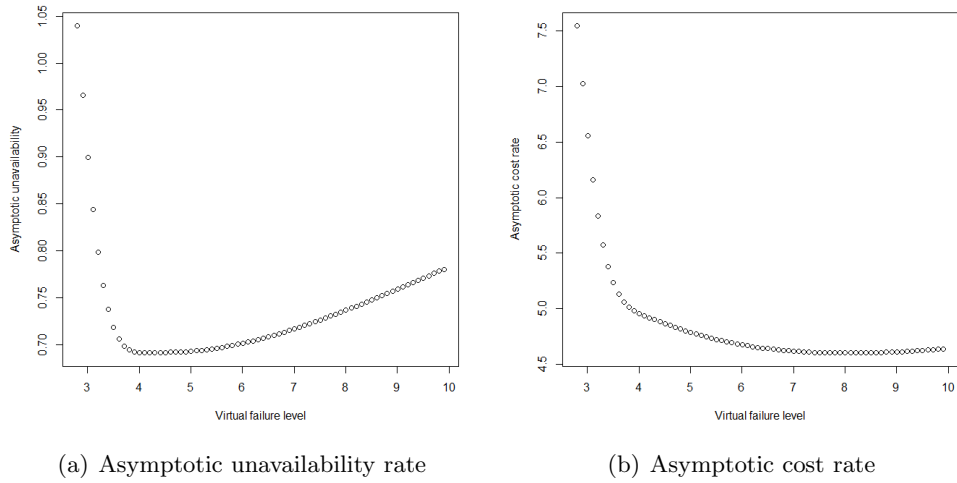 Asymptotic unavailability
1.05
1.00
0.95
0.90
0.85
0.80
0.75
0.70
3 4 5 6 7 8 9 10
Virtual failure level
(a) Asymptotic unavailability rate
Asymptotic cost rate
7.5
7.0
6.5
6.0
5.5
5.0
4.5
3 4 5 6 7 8 9 10
Virtual failure level
(b) Asymptotic cost rate